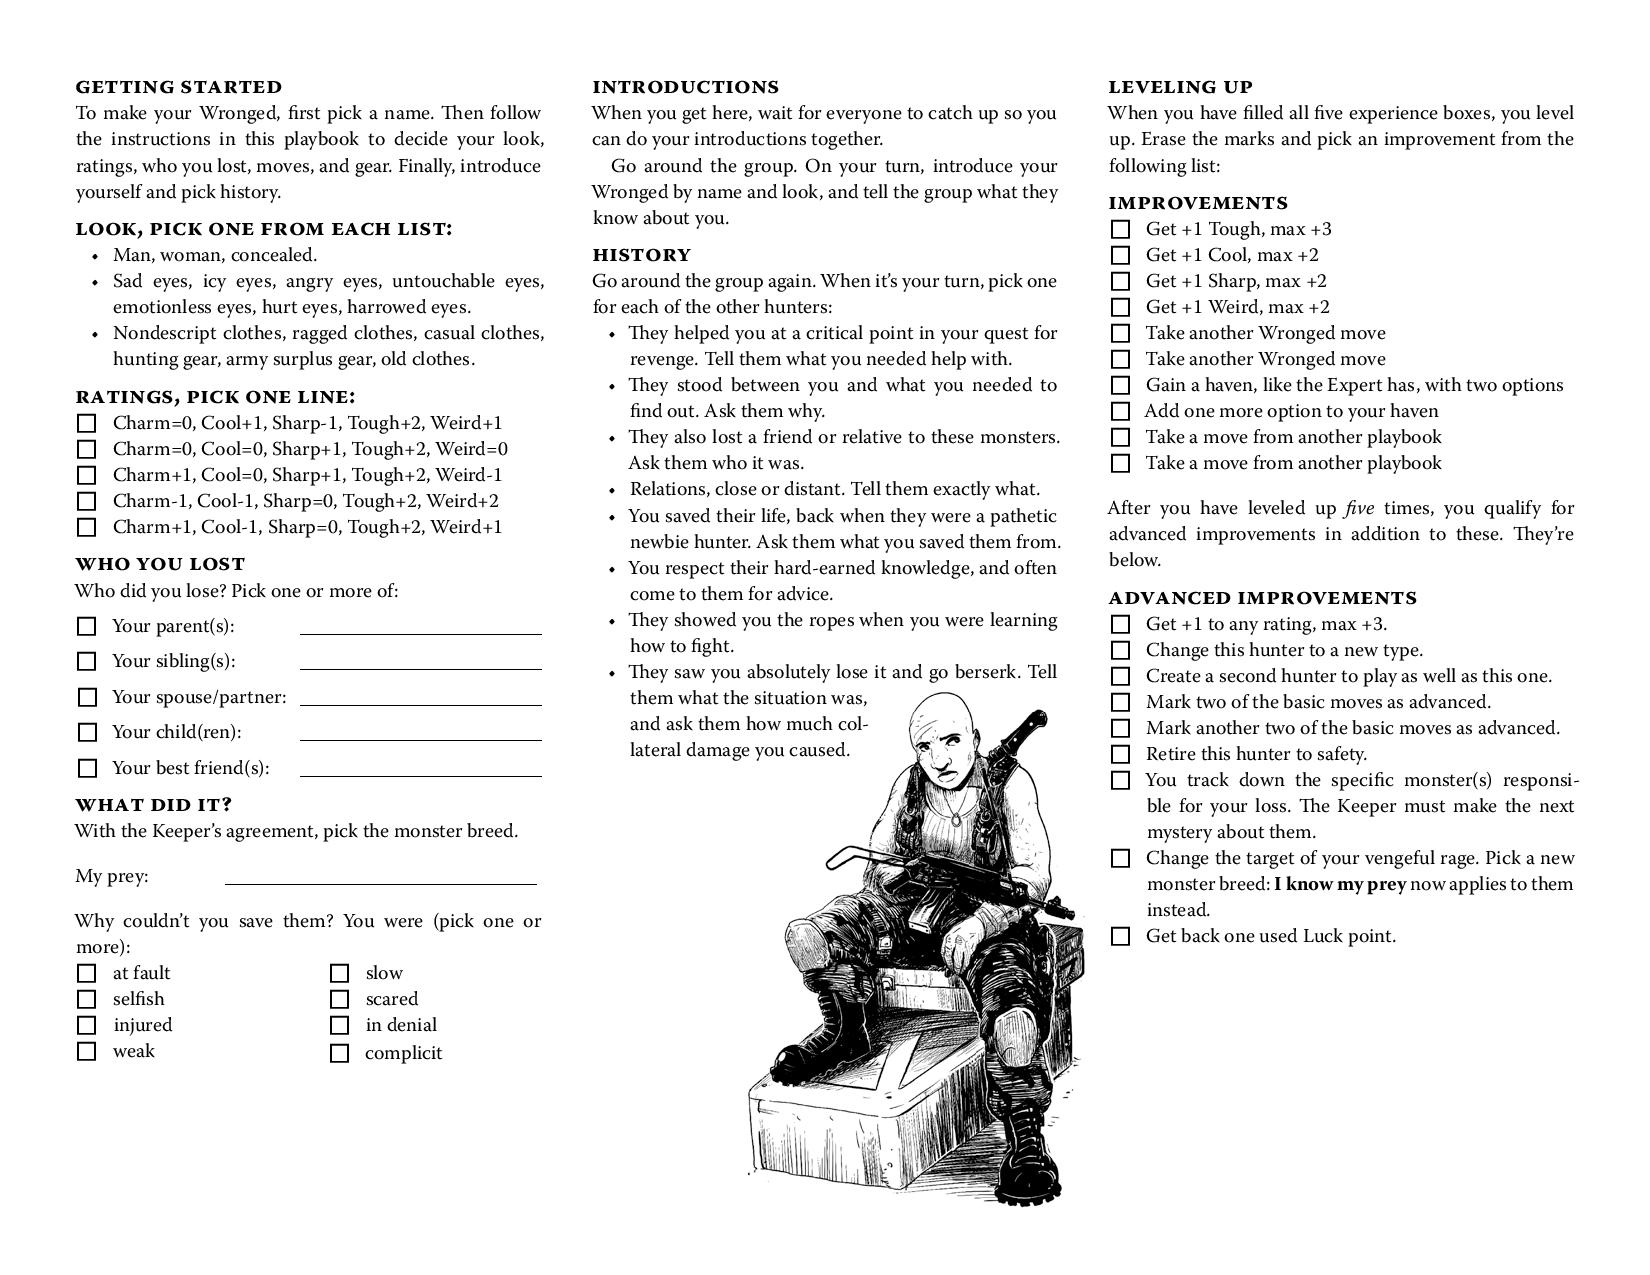 GETTING STARTED
To make your Wronged, first pick a name. Then follow
the instructions in this playbook to decide your look,
ratings, who you lost, moves, and gear. Finally, introduce
yourself and pick history.
LOOK, PICK ONE FROM EACH LIST:
• Man, woman, concealed.
• Sad eyes, icy eyes, angry eyes, untouchable eyes,
emotionless eyes, hurt eyes, harrowed eyes.
• Nondescript clothes, ragged clothes, casual clothes,
hunting gear, army surplus gear, old clothes.
RATINGS, PICK ONE LINE:
Charm=0, Cool+1, Sharp-1, Tough+2, Weird+1
Charm=0, Cool=0, Sharp+1, Tough+2, Weird=0
Charm+1, Cool=0, Sharp+1, Tough+2, Weird-1
Charm-1, Cool-1, Sharp=0, Tough+2, Weird+2
Charm+1, Cool-1, Sharp=0, Tough+2, Weird+1
WHO YOU LOST
Who did you lose? Pick one or more of:
Your parent(s):
Your sibling(s):
Your spouse/partner:
Your child(ren):
Your best friend(s):
WHAT DID IT?
With the Keeper's agreement, pick the monster breed.
My prey:
Why couldn't you save them? You were (pick one or
more):
at fault
selfish
injured
weak
slow
scared
in denial
complicit
INTRODUCTIONS
When you get here, wait for everyone to catch up so you
can do your introductions together.
Go around the group. On your turn, introduce your
Wronged by name and look, and tell the group what they
know about you.
HISTORY
Go around the group again. When it's your turn, pick one
for each of the other hunters:
• They helped you at a critical point in your quest for
revenge. Tell them what you needed help with.
• They stood between you and what you needed to
find out. Ask them why.
• They also lost a friend or relative to these monsters.
Ask them who it was.
• Relations, close or distant. Tell them exactly what.
• You saved their life, back when they were a pathetic
newbie hunter. Ask them what you saved them from.
• You respect their hard-earned knowledge, and often
come to them for advice.
• They showed you the ropes when you were learning
how to fight.
• They saw you absolutely lose it and go berserk. Tell
them what the situation was,
and ask them how much col-
lateral damage you caused.
LEVELING UP
When you have filled all five experience boxes, you level
up. Erase the marks and pick an improvement from the
following list:
IMPROVEMENTS
Get +1 Tough, max +3
Get +1 Cool, max +2
Get +1 Sharp, max +2
Get +1 Weird, max +2
Take another Wronged move
Take another Wronged move
Gain a haven, like the Expert has, with two options
Add one more option to your haven
Take a move from another playbook
Take a move from another playbook
After you have leveled up five times, you qualify for
advanced improvements in addition to these. They're
below.
ADVANCED IMPROVEMENTS
Get +1 to any rating, max +3.
Change this hunter to a new type.
Create a second hunter to play as well as this one.
Mark two of the basic moves as advanced.
Mark another two of the basic moves as advanced.
Retire this hunter to safety.
You track down the specific monster(s) responsi-
ble for your loss. The Keeper must make the next
mystery about them.
Change the target of your vengeful rage. Pick a new
monster breed: I know my prey now applies to them
instead.
Get back one used Luck point.